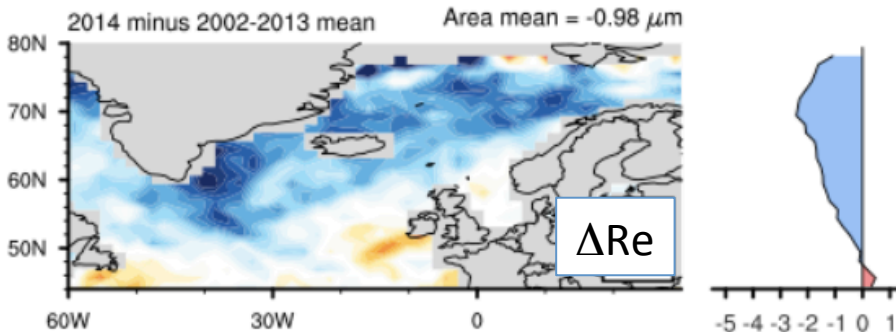 2014 minus 2002-2013 mean Area mean = -0.98 μm
80N
70N
60N
50N
ΔRe
60W 30W 0 -5 -4 -3 -2 -1 0 1